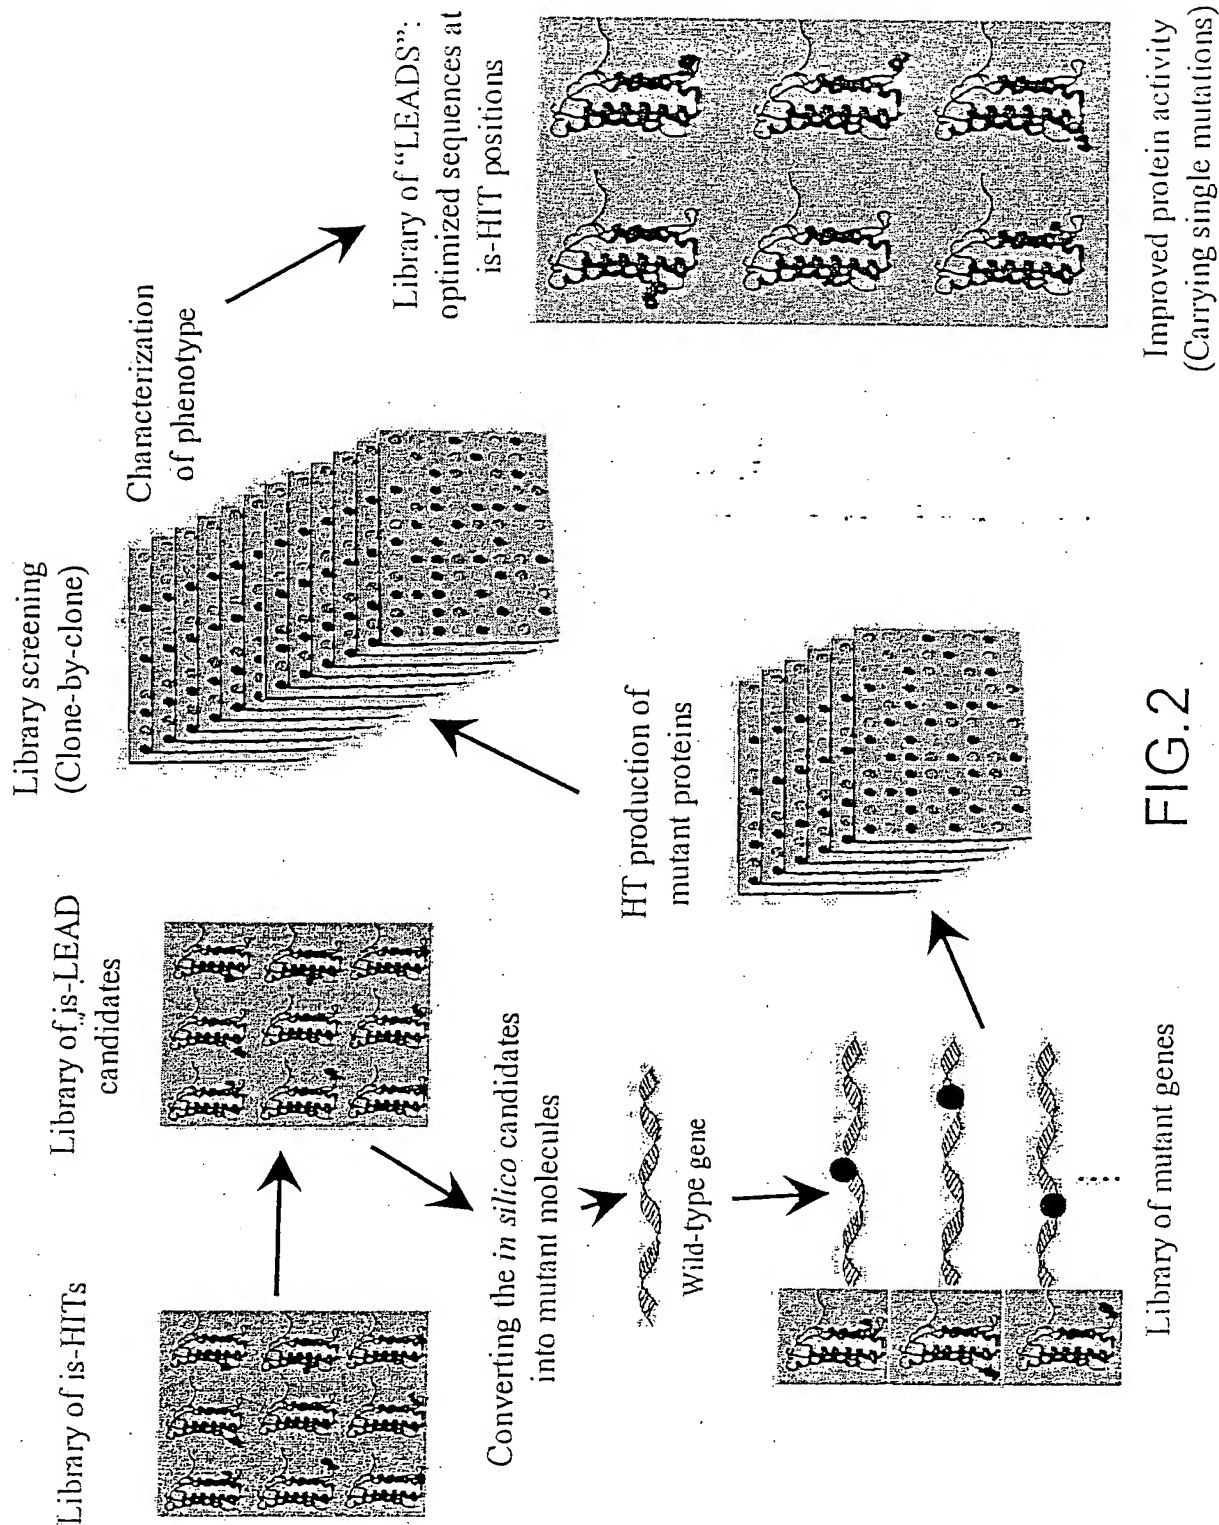 Library of is-HITs
Library of is-LEAD
candidates
Library screening
(Clone-by-clone)
Characterization
of phenotype
Library of “LEADS”:
optimized sequences at
is-HIT positions
Converting the in silico candidates
into mutant molecules
Wild-type gene
HT production of
mutant proteins
Library of mutant genes
Improved protein activity
(Carrying single mutations)
FIG.2